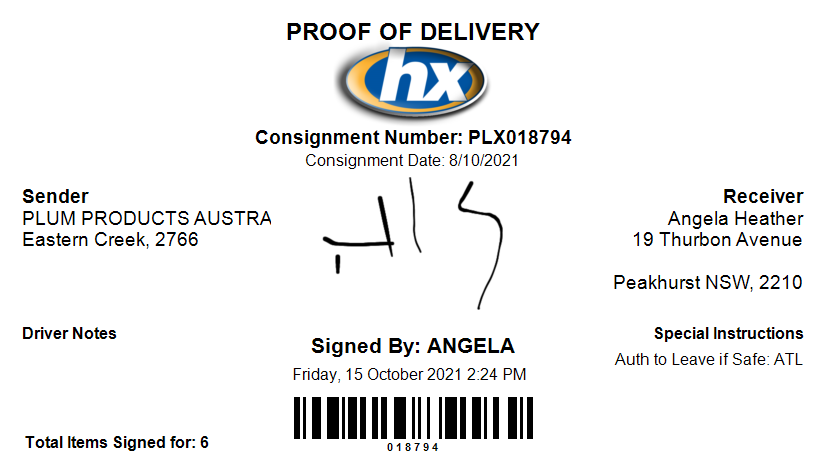 PROOF OF DELIVERY
hx
Consignment Number: PLX018794
Consignment Date: 8/10/2021
Sender
PLUM PRODUCTS AUSTRA
Eastern Creek, 2766
Receiver
Angela Heather
19 Thurbon Avenue
Peakhurst NSW, 2210
Driver Notes
Signed By: ANGELA
Friday, 15 October 2021 2:24 PM
Special Instructions
Auth to Leave if Safe: ATL
Total Items Signed for: 6
018794